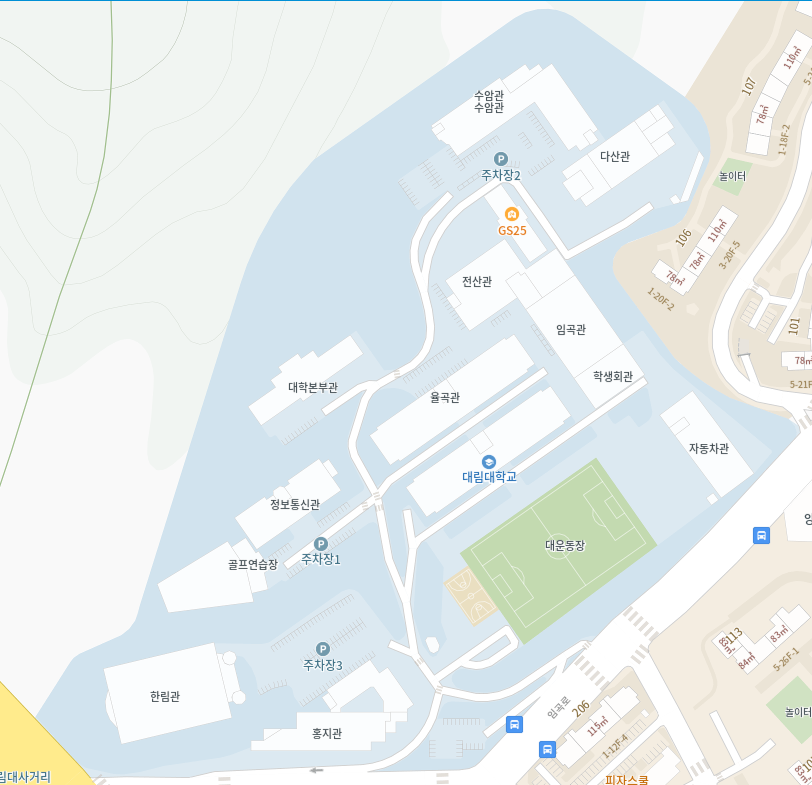 수암관
수암관
다산관
P
주차장2
GS25
전산관
임곡관
학생회관
대학본부관
율곡관
대림대학교
자동차관
정보통신관
P
주차장1
골프연습장
대운동장
P
주차장3
한림관
홍지관
림대사거리
임곡로
206
115㎡
1-12F-4
피자스쿨
107
110㎡
78㎡
1-18F-2
놀이터
106
110㎡
78㎡
78㎡
3-20F-5
1-20F-2
101
78㎡
5-21F
113
83㎡
84㎡
83㎡
5-26F-1
놀이터